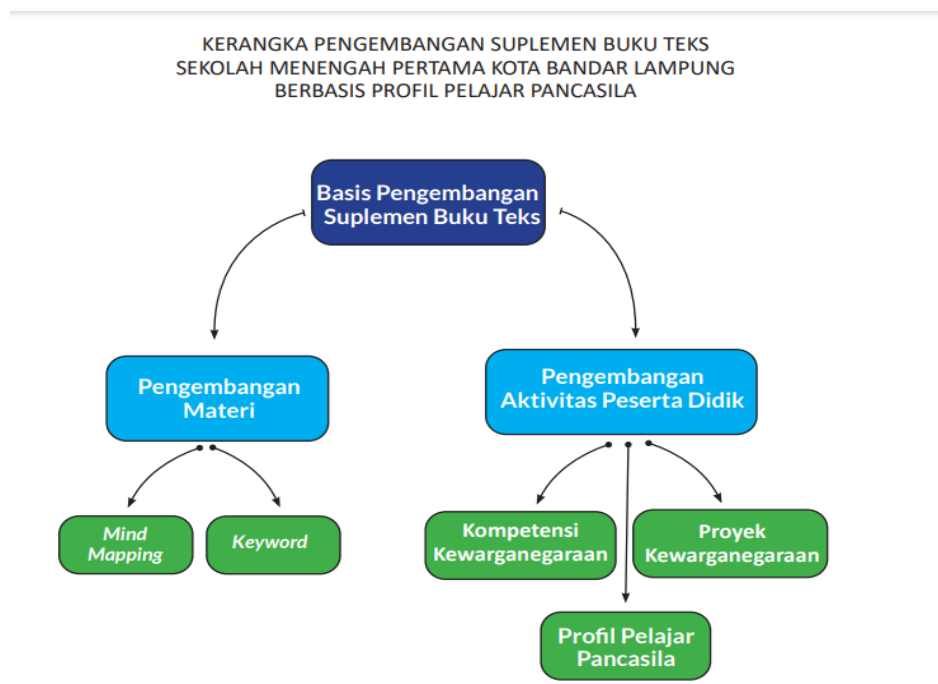 KERANGKA PENGEMBANGAN SUPLEMEN BUKU TEKS
SEKOLAH MENENGAH PERTAMA KOTA BANDAR LAMPUNG
BERBASIS PROFIL PELAJAR PANCASILA
Basis Pengembangan
Suplemen Buku Teks
Pengembangan
Materi
Pengembangan
Aktivitas Peserta Didik
Mind
Mapping
Keyword
Kompetensi
Kewarganegaraan
Proyek
Kewarganegaraan
Profil Pelajar
Pancasila